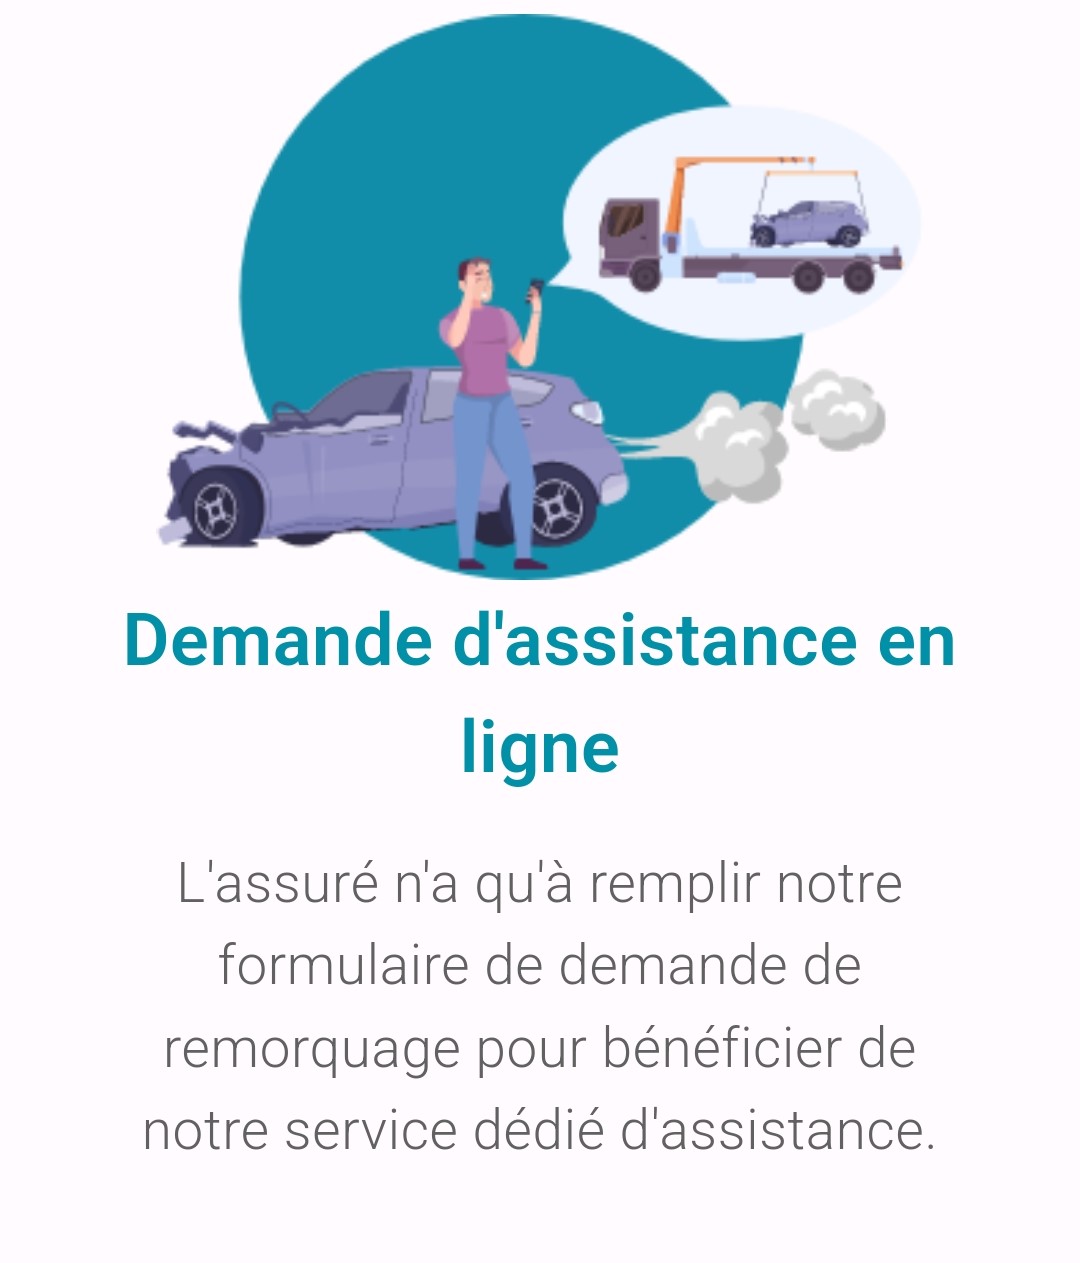 Demande d'assistance en
ligne
L'assuré n'a qu'à remplir notre
formulaire de demande de
remorquage pour bénéficier de
notre service dédié d'assistance.